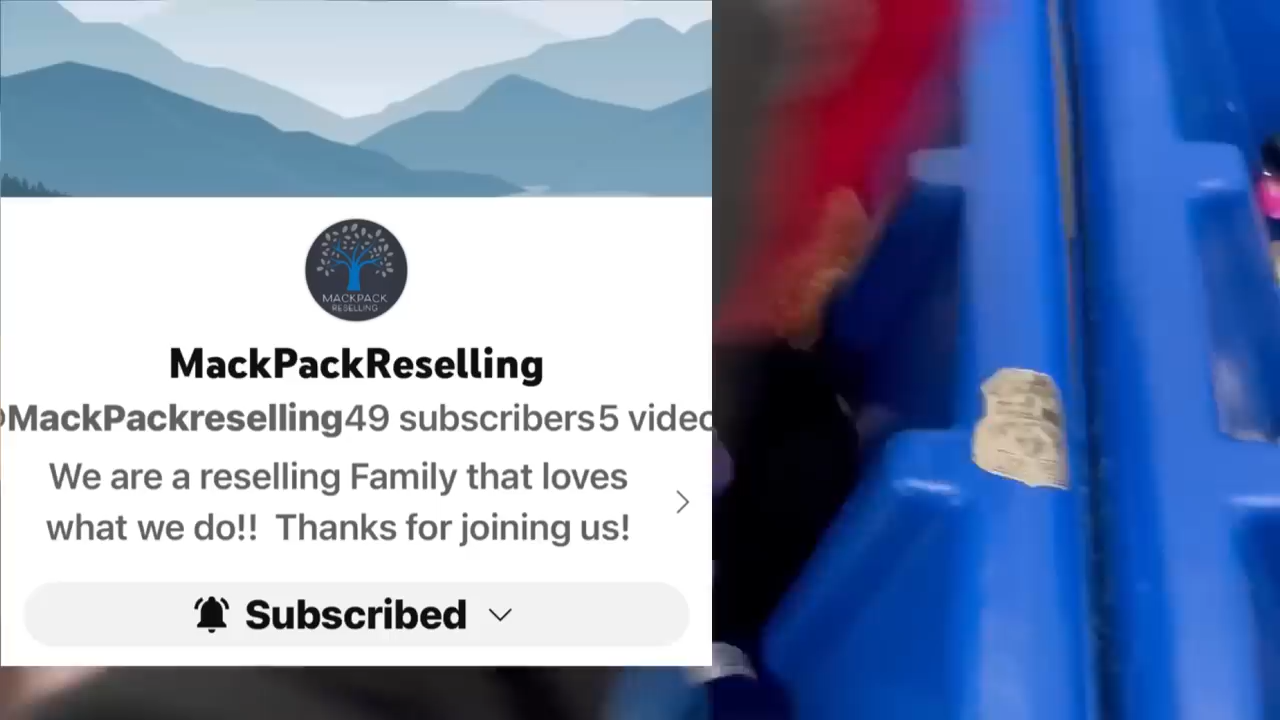 MACKPACK
RESELLING
MackPackReselling
@MackPackreselling49 subscribers5 video
We are a reselling Family that loves
what we do!! Thanks for joining us!
Subscribed